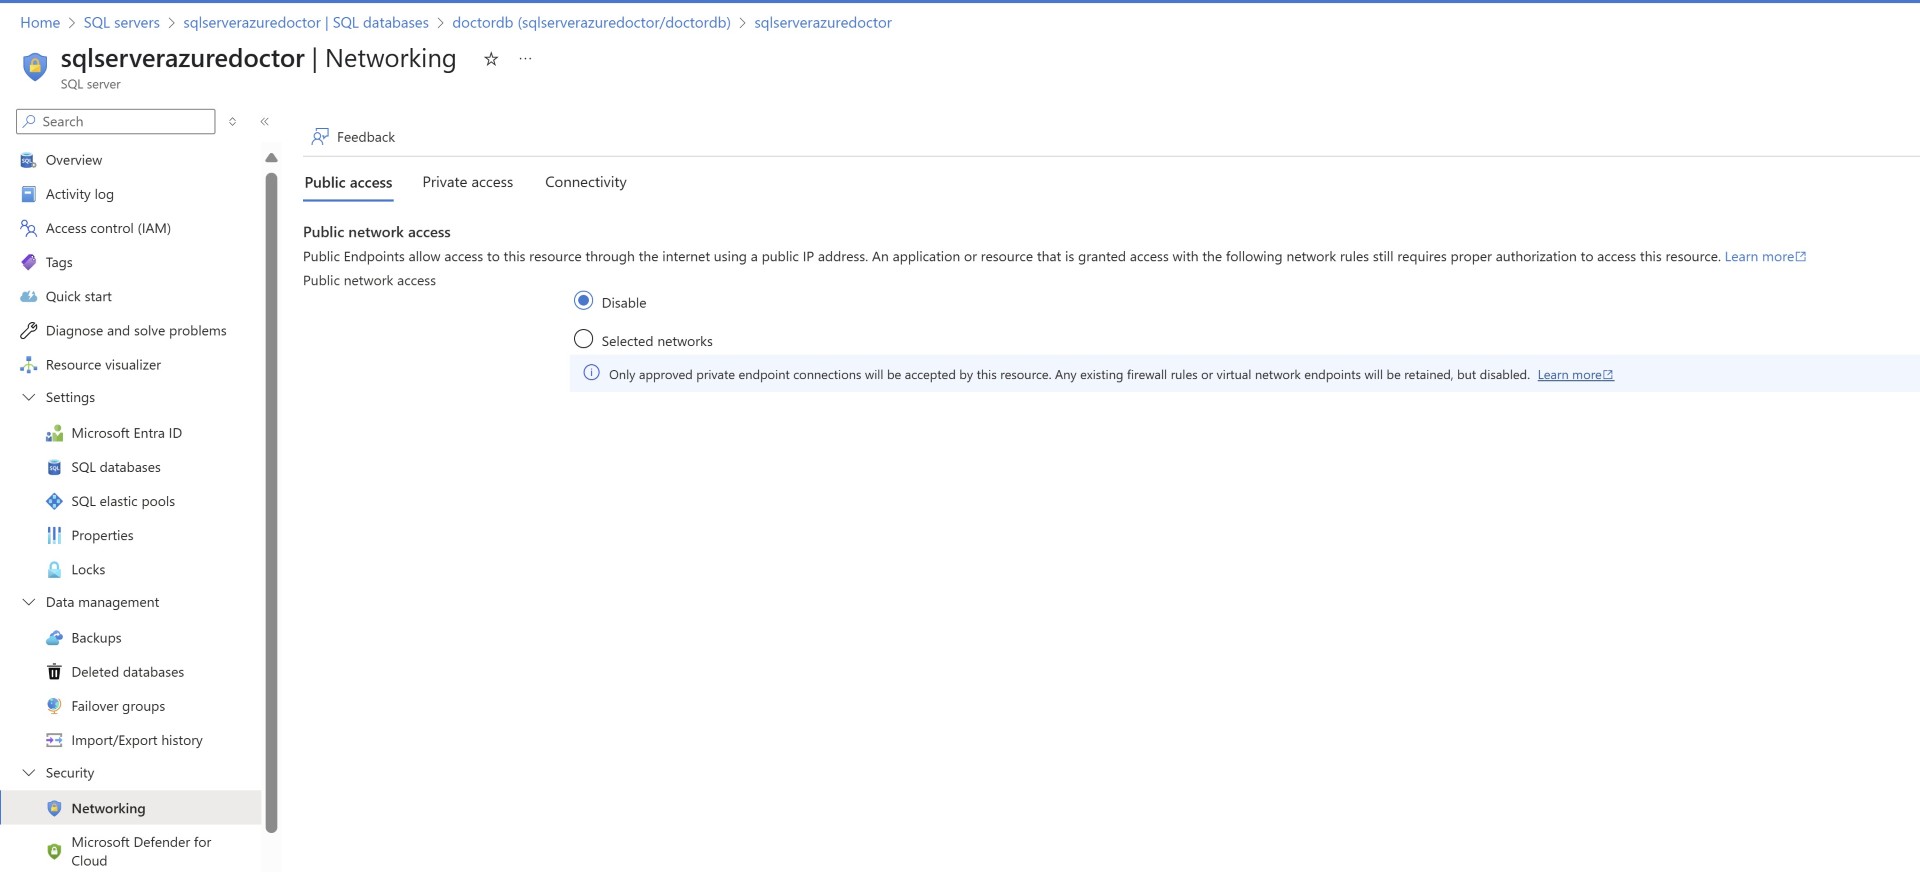 Home > SQL servers > sqlserverazuredoctor | SQL databases > doctordb (sqlserverazuredoctor/doctordb) > sqlserverazuredoctor
sqlserverazuredoctor | Networking ☆ ...
SQL server
Search
Overview
Activity log
Access control (IAM)
Tags
Quick start
Diagnose and solve problems
Resource visualizer
Settings
Microsoft Entra ID
SQL databases
SQL elastic pools
Properties
Locks
Data management
Backups
Deleted databases
Failover groups
Import/Export history
Security
Networking
Microsoft Defender for
Cloud
Feedback
Public access Private access Connectivity
Public network access
Public Endpoints allow access to this resource through the internet using a public IP address. An application or resource that is granted access with the following network rules still requires proper authorization to access this resource. Learn more
Public network access
Disable
Selected networks
Only approved private endpoint connections will be accepted by this resource. Any existing firewall rules or virtual network endpoints will be retained, but disabled. Learn more